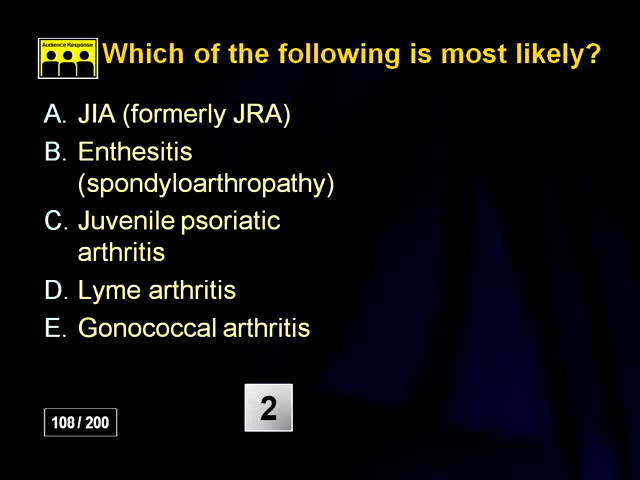 Audience Response
Which of the following is most likely?
A. JIA (formerly JRA)
B. Enthesitis
(spondyloarthropathy)
C. Juvenile psoriatic
arthritis
D. Lyme arthritis
E. Gonococcal arthritis
2
108 / 200